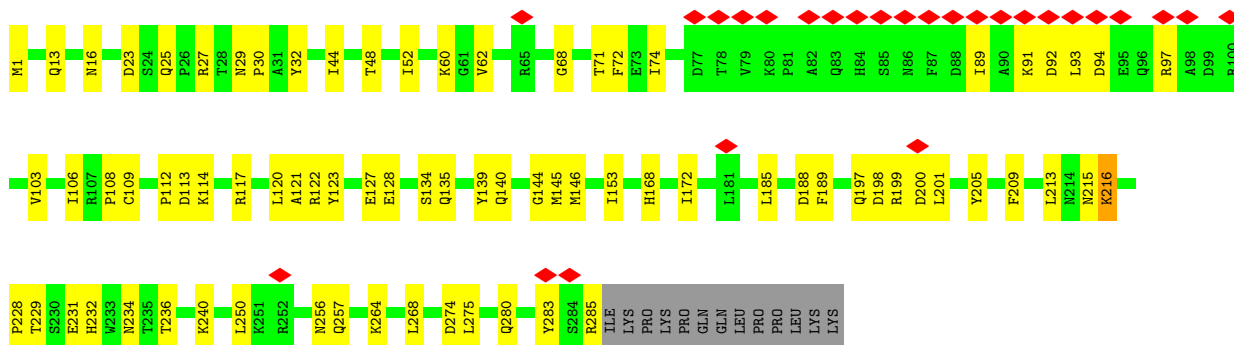 M1 Q13 N16 D23 S24 Q25 P26 R27 T28 N29 P30 A31 Y32 I44 T48 I52 K60 G61 V62 R65 G68 T71 F72 E73 I74 D77 T78 V79 K80 P81 A82 Q83 H84 S85 N86 F87 D88 I89 A90 K91 D92 L93 D94 E95 Q96 R97 A98 D99 R100
V103 I106 R107 P108 C109 P112 D113 K114 R117 L120 A121 R122 Y123 E127 E128 S134 Q135 Y139 Q140 G144 M145 M146 I153 H168 I172 L181 L185 D188 F189 Q197 D198 R199 D200 L201 Y205 F209 L213 N214 N215 K216
P228 T229 S230 E231 H232 W233 N234 T235 T236 K240 L250 K251 R252 N256 Q257 K264 L268 D274 L275 Q280 Y283 S284 R285 ILE LYS PRO LYS PRO PRO GLN GLN LEU PRO PRO LEU LYS LYS